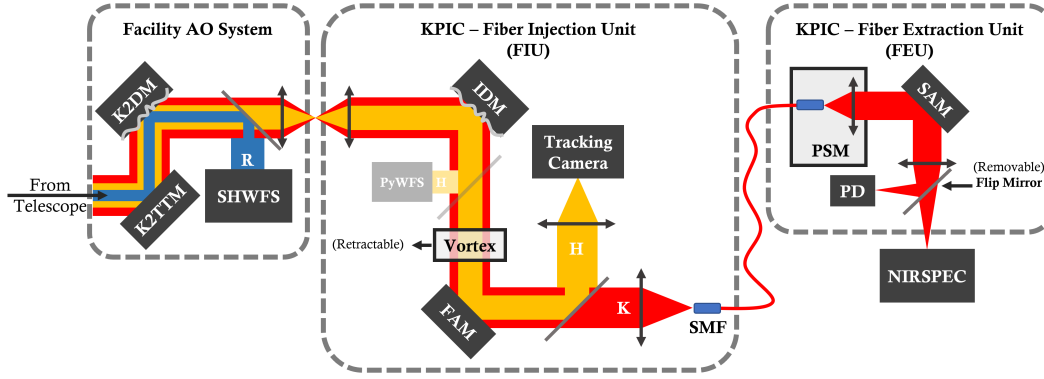 Facility AO System
K2DM
R
SHWFS
From
Telescope
K2TTM
KPIC – Fiber Injection Unit
(FIU)
IDM
Tracking
Camera
PyWFS
H
(Retractable)
Vortex
H
FAM
K
SMF
KPIC – Fiber Extraction Unit
(FEU)
SAM
PSM
PD
(Removable)
Flip Mirror
NIRSPEC